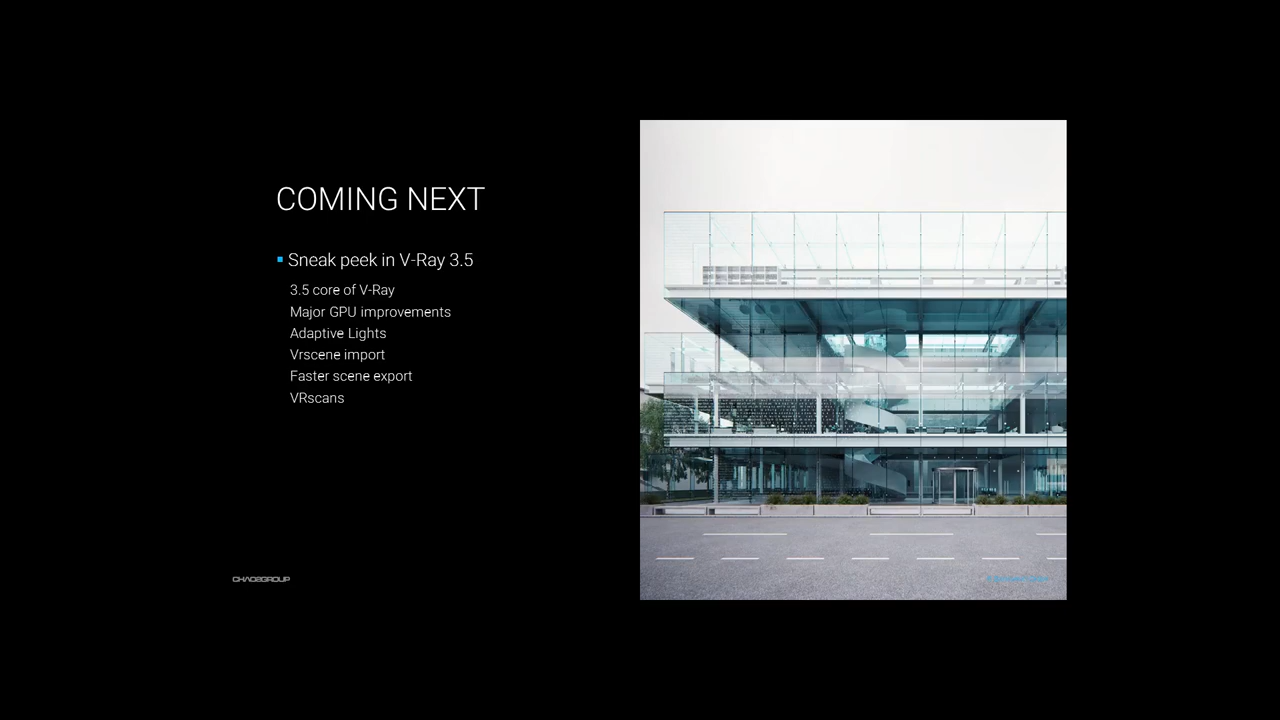 COMING NEXT
Sneak peek in V-Ray 3.5
3.5 core of V-Ray
Major GPU improvements
Adaptive Lights
Vrscene import
Faster scene export
VRscans
CHAOSGROUP